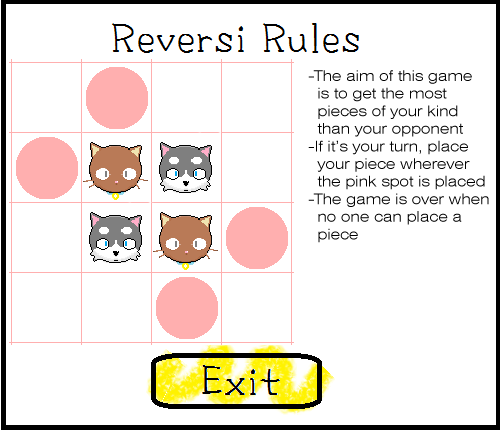 Reversi Rules
-The aim of this game
is to get the most
pieces of your kind
than your opponent
-If it's your turn, place
your piece wherever
the pink spot is placed
-The game is over when
no one can place a
piece
Exit